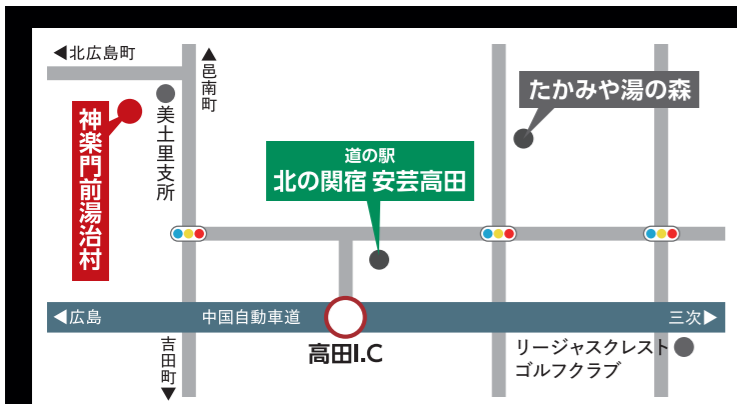 ◀北広島町
▲邑南町
美土里支所
神楽門前湯治村
たかみや湯の森
道の駅
北の関宿 安芸高田
◀広島
中国自動車道
三次▶
高田I.C
吉田町▼
リージャスクレスト
ゴルフクラブ